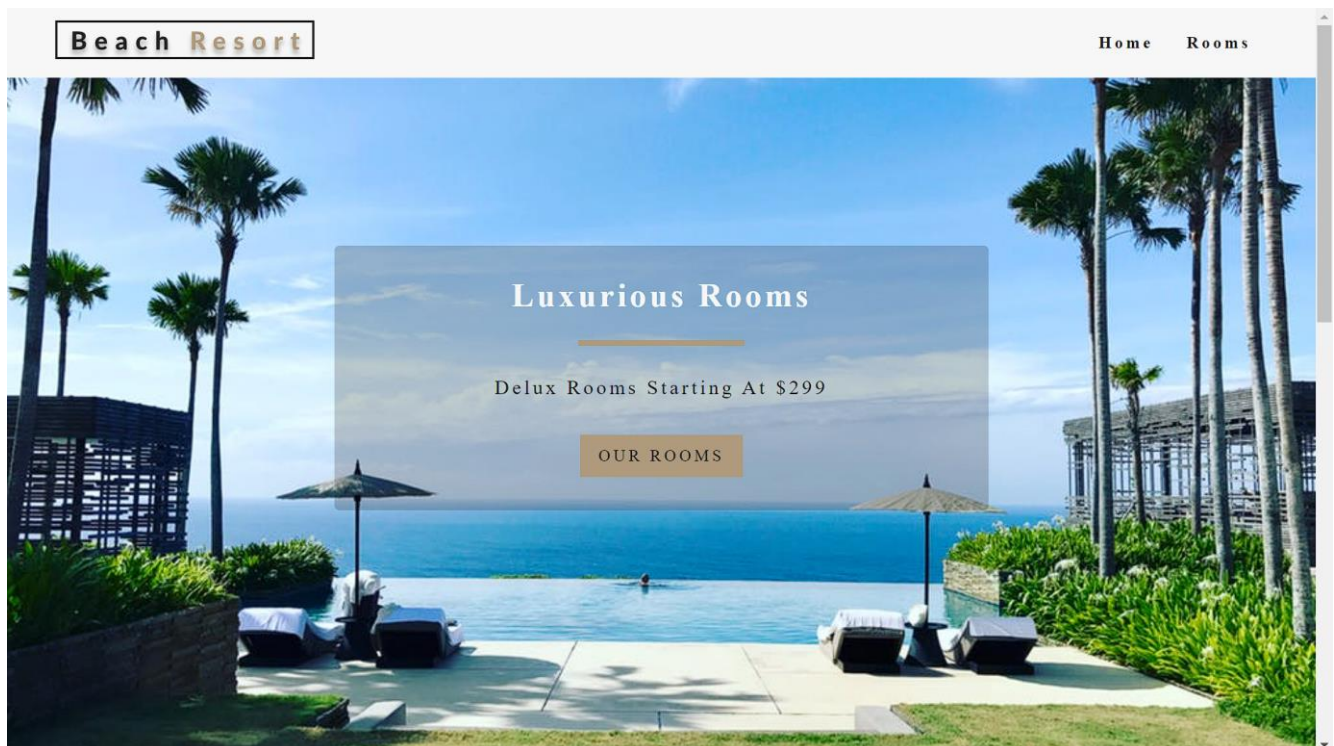 Beach Resort
Home Rooms
Luxurious Rooms
Delux Rooms Starting At $299
OUR ROOMS